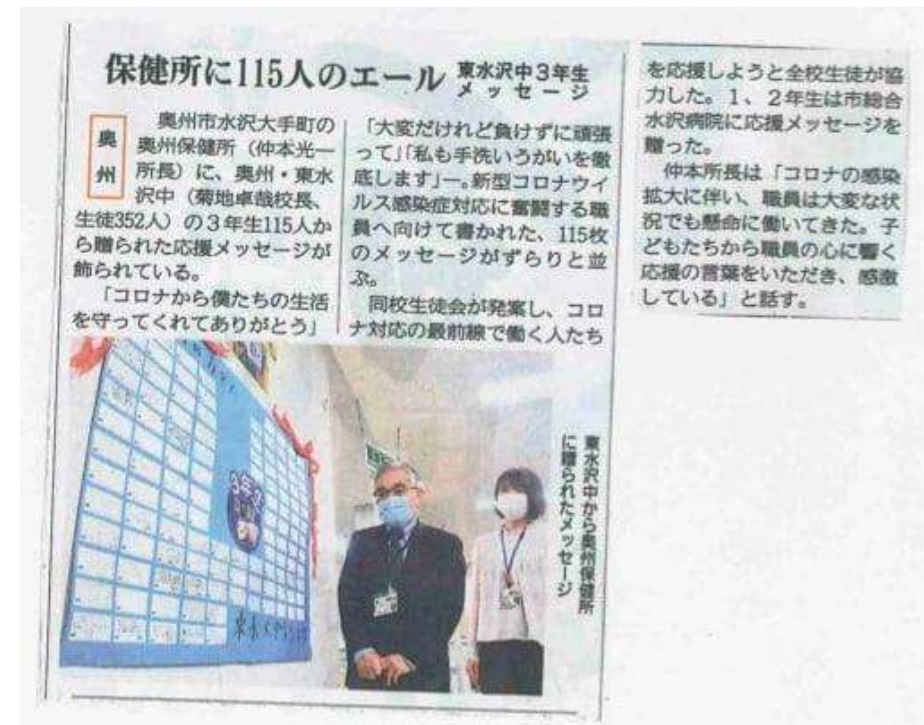 保健所に115人のエール
東水沢中3年生
メッセージ
奥州
奥州市水沢大手町の
奥州保健所（仲本光一
所長）に、奥州・東水
沢中（菊地卓哉校長、
生徒352人）の3年生115人か
ら贈られた応援メッセージが
飾られている。
「コロナから僕たちの生活
を守ってくれてありがとう」
「大変だけれど負けずに頑張
って」「私も手洗いうがいを徹
底します」―。新型コロナウイ
ルス感染症対応に奮闘する職
員へ向けて書かれた、115枚
のメッセージがずらりと並
ぶ。
同校生徒会が発案し、コロ
ナ対応の最前線で働く人たち
を応援しようと全校生徒が協
力した。1、2年生は市総合
水沢病院に応援メッセージを
贈った。
仲本所長は「コロナの感染
拡大に伴い、職員は大変な状
況でも懸命に働いてきた。子
どもたちから職員の心に響く
応援の言葉をいただき、感激
している」と話す。
東水沢中から奥州保健所
に贈られたメッセージ